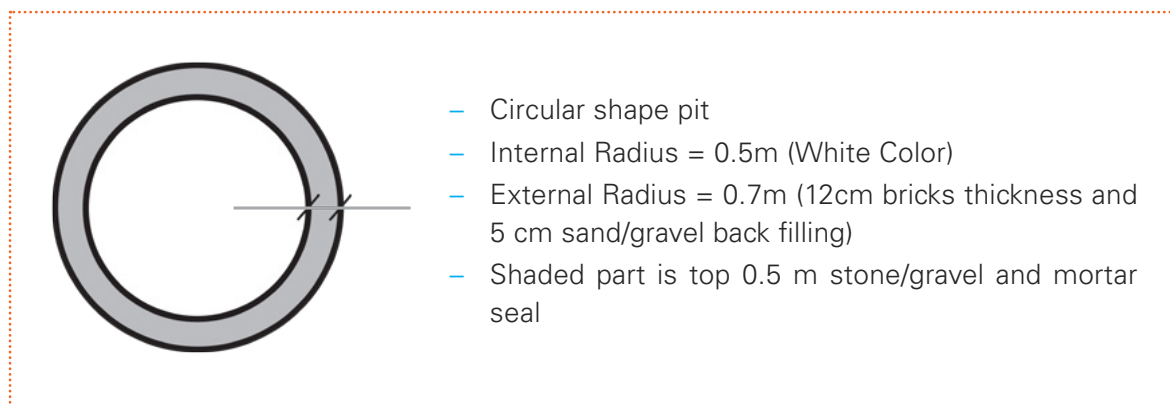 – Circular shape pit
– Internal Radius = 0.5m (White Color)
– External Radius = 0.7m (12cm bricks thickness and
5 cm sand/gravel back filling)
– Shaded part is top 0.5 m stone/gravel and mortar
seal